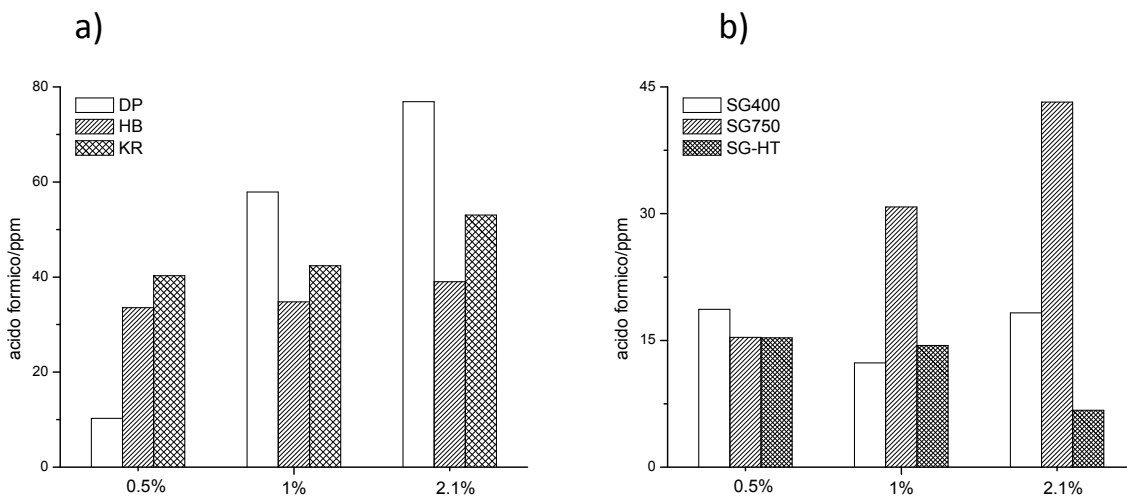 a)
80
60
40
20
0
acido formico/ppm
DP
HB
KR
0.5%
1%
2.1%
b)
45
30
15
0
acido formico/ppm
SG400
SG750
SG-HT
0.5%
1%
2.1%